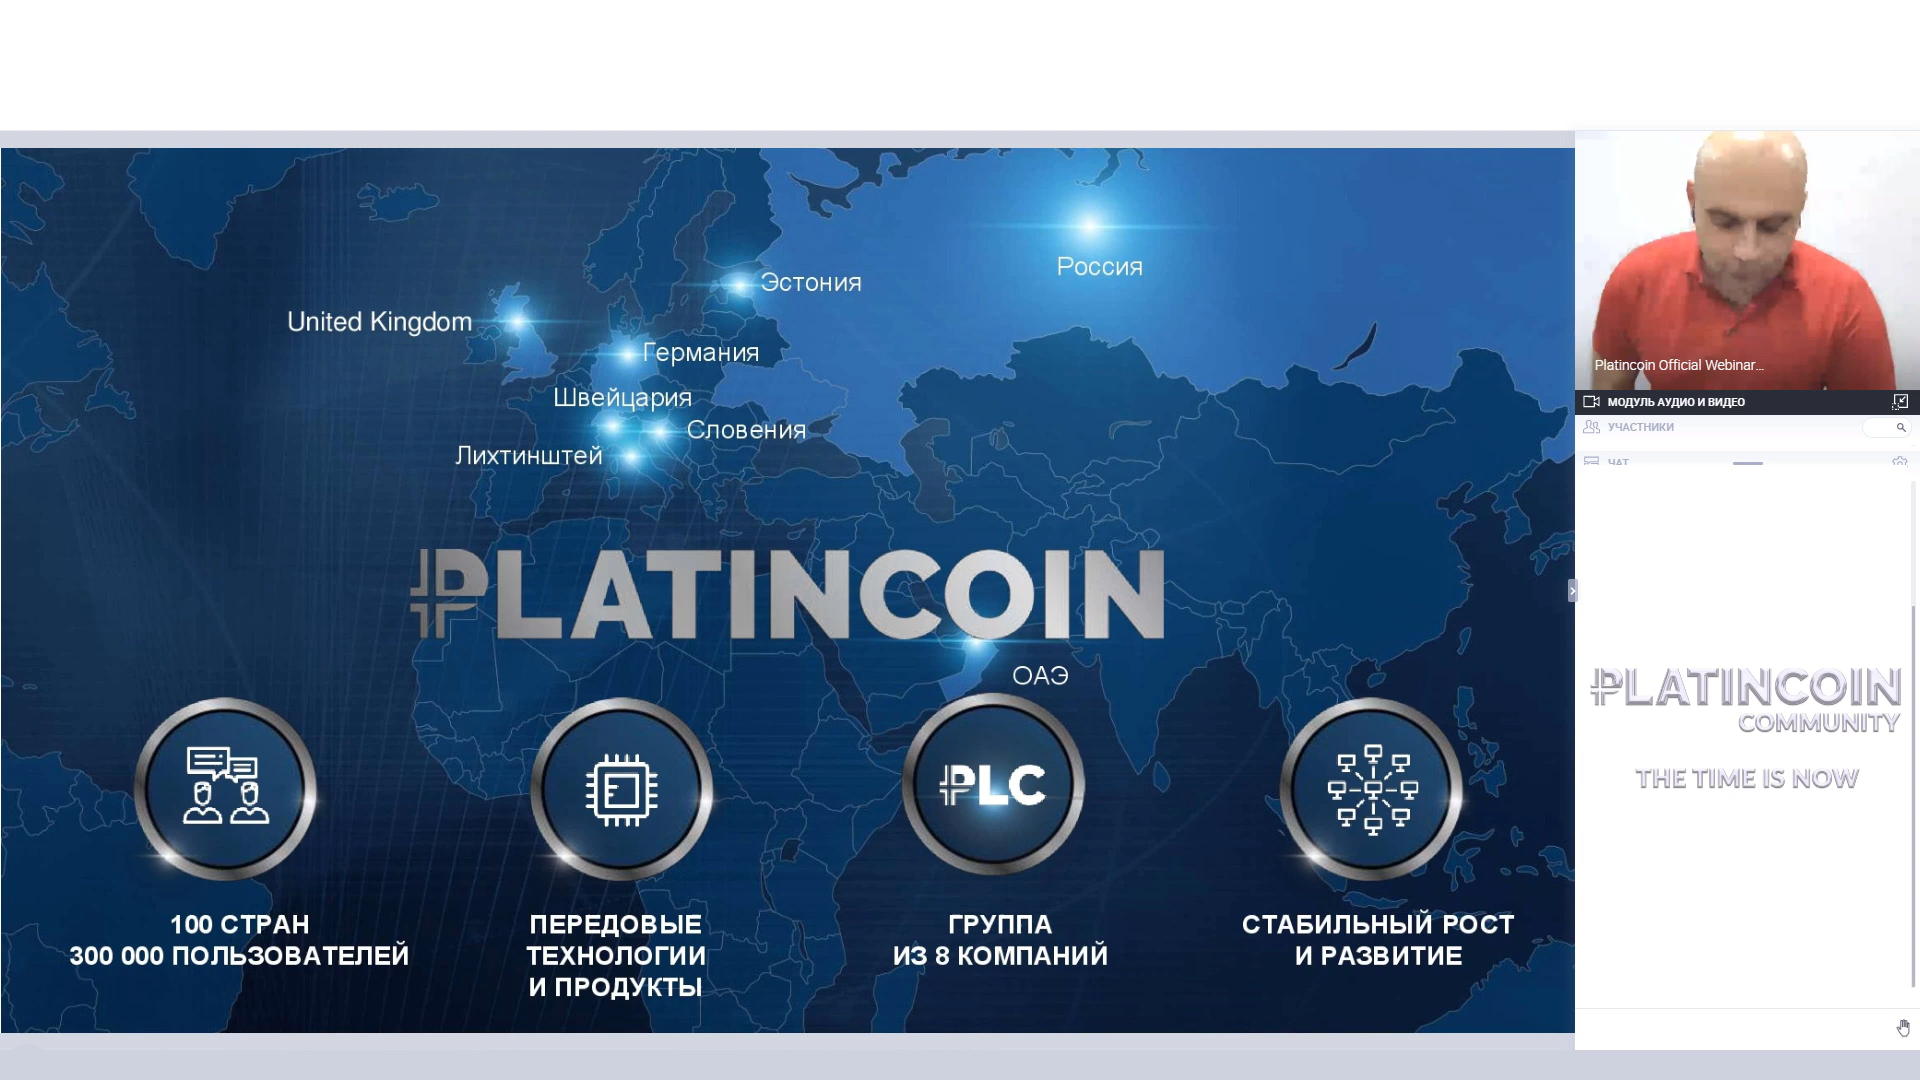 Россия
Эстония
United Kingdom
Германия
Швейцария
Словения
Лихтинштей
PLATINCOIN
ОАЭ
PLC
100 СТРАН
300 000 ПОЛЬЗОВАТЕЛЕЙ
ПЕРЕДОВЫЕ
ТЕХНОЛОГИИ
И ПРОДУКТЫ
ГРУППА
ИЗ 8 КОМПАНИЙ
СТАБИЛЬНЫЙ РОСТ
И РАЗВИТИЕ
Platincoin Official Webinar...
МОДУЛЬ АУДИО И ВИДЕО
УЧАСТНИКИ
ЧАТ
PLATINCOIN
COMMUNITY
THE TIME IS NOW